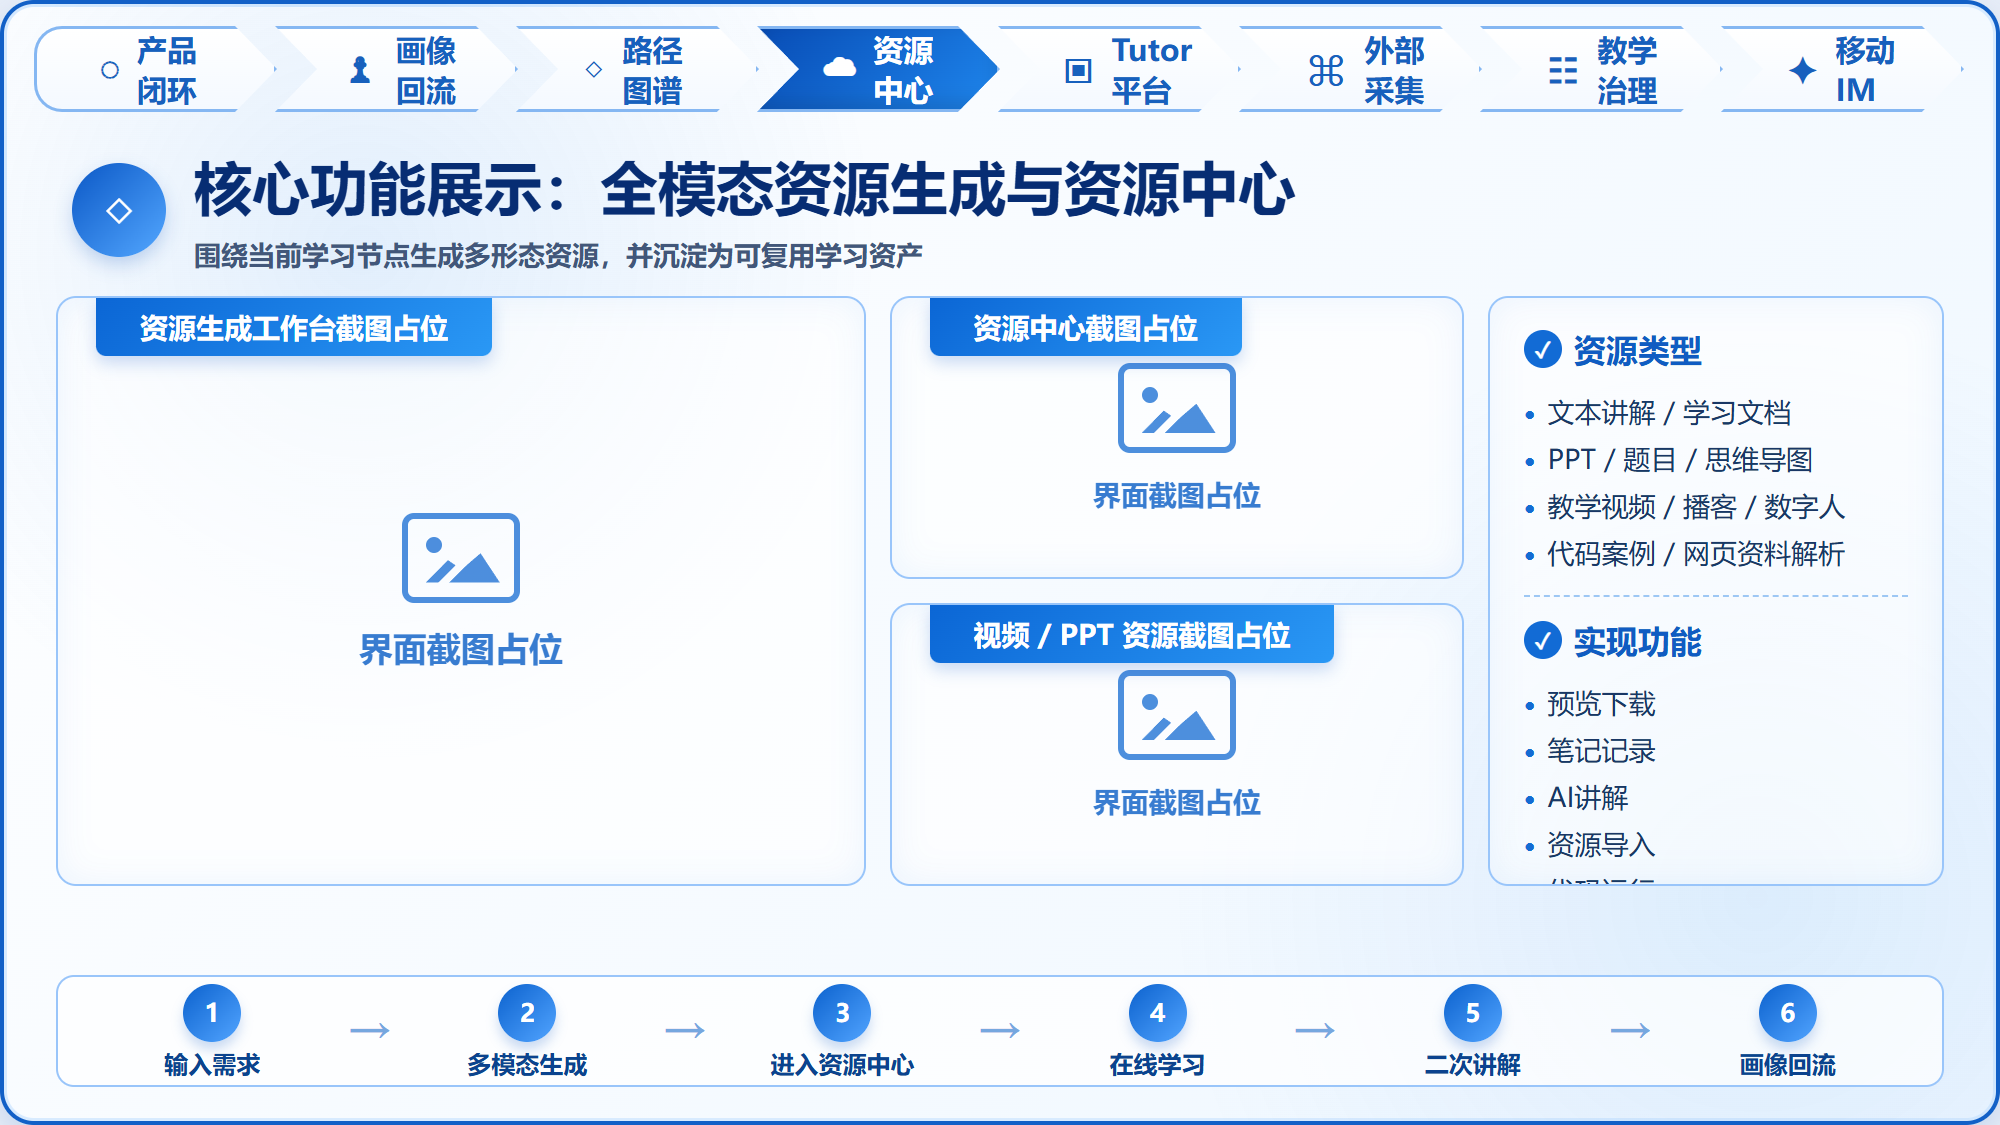 产品
闭环
画像
回流
路径
图谱
资源
中心
Tutor
平台
外部
采集
教学
治理
移动
IM
核心功能展示：全模态资源生成与资源中心
围绕当前学习节点生成多形态资源，并沉淀为可复用学习资产
资源生成工作台截图占位
界面截图占位
资源中心截图占位
界面截图占位
视频 / PPT 资源截图占位
界面截图占位
资源类型
• 文本讲解 / 学习文档
• PPT / 题目 / 思维导图
• 教学视频 / 播客 / 数字人
• 代码案例 / 网页资料解析
实现功能
• 预览下载
• 笔记记录
• AI讲解
• 资源导入
1
输入需求
→
2
多模态生成
→
3
进入资源中心
→
4
在线学习
→
5
二次讲解
→
6
画像回流